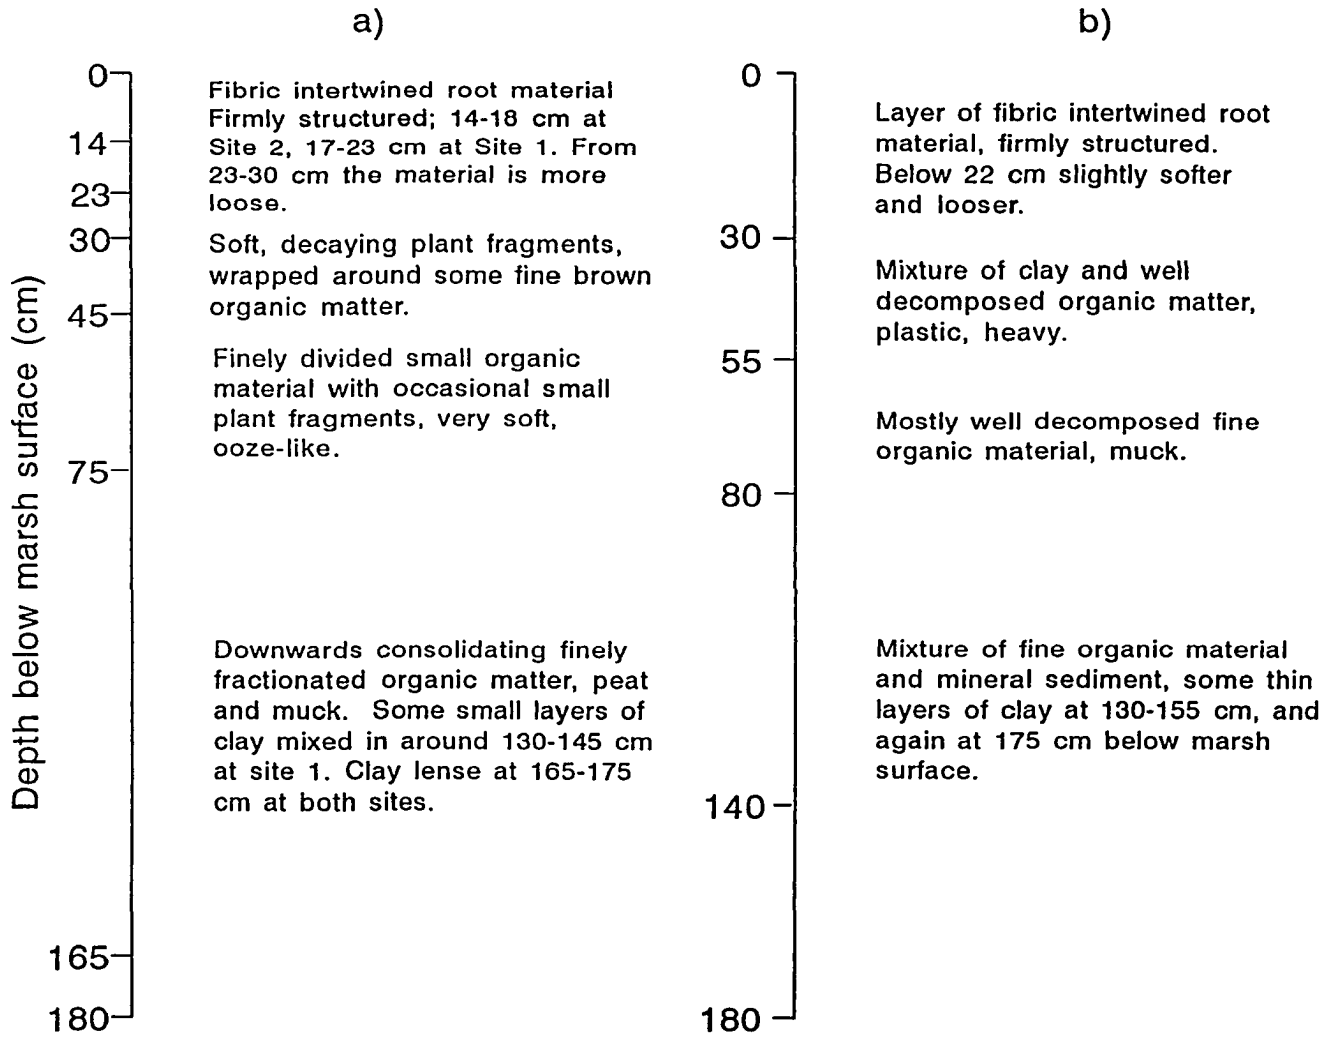 a)
0
14
23
30
45
75
165
180
Depth below marsh surface (cm)
Fibric intertwined root material
Firmly structured; 14-18 cm at
Site 2, 17-23 cm at Site 1. From
23-30 cm the material is more
loose.
Soft, decaying plant fragments,
wrapped around some fine brown
organic matter.
Finely divided small organic
material with occasional small
plant fragments, very soft,
ooze-like.
Downwards consolidating finely
fractionated organic matter, peat
and muck. Some small layers of
clay mixed in around 130-145 cm
at site 1. Clay lense at 165-175
cm at both sites.
b)
0
30
55
80
140
180
Layer of fibric intertwined root
material, firmly structured.
Below 22 cm slightly softer
and looser.
Mixture of clay and well
decomposed organic matter,
plastic, heavy.
Mostly well decomposed fine
organic material, muck.
Mixture of fine organic material
and mineral sediment, some thin
layers of clay at 130-155 cm, and
again at 175 cm below marsh
surface.